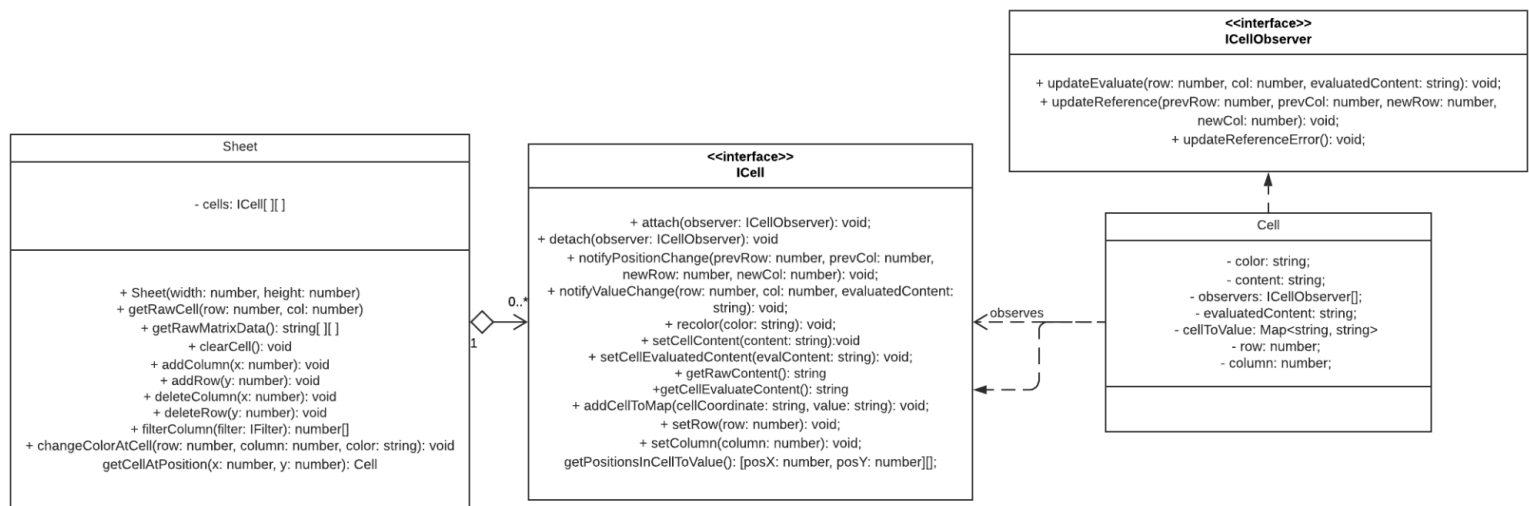 <<interface>>
ICellObserver
+ updateEvaluate(row: number, col: number, evaluatedContent: string): void;
+ updateReference(prevRow: number, prevCol: number, newRow: number,
newCol: number): void;
+ updateReferenceError(): void;
Sheet
- cells: ICell[ ][ ]
+ Sheet(width: number, height: number)
+ getRawCell(row: number, col: number)
+ getRawMatrixData(): string[ ][ ]
+ clearCell(): void
+ addColumn(x: number): void
+ addRow(y: number): void
+ deleteColumn(x: number): void
+ deleteRow(y: number): void
+ filterColumn(filter: IFilter): number[]
+ changeColorAtCell(row: number, column: number, color: string): void
getCellAtPosition(x: number, y: number): Cell
1
0..*
<<interface>>
ICell
+ attach(observer: ICellObserver): void;
+ detach(observer: ICellObserver): void
+ notifyPositionChange(prevRow: number, prevCol: number,
newRow: number, newCol: number): void;
+ notifyValueChange(row: number, col: number, evaluatedContent:
string): void;
+ recolor(color: string): void;
+ setCellContent(content: string):void
+ setCellEvaluatedContent(evalContent: string): void;
+ getRawContent(): string
+getCellEvaluateContent(): string
+ addCellToMap(cellCoordinate: string, value: string): void;
+ setRow(row: number): void;
+ setColumn(column: number): void;
getPositionsInCellToValue(): [posX: number, posY: number][];
observes
Cell
- color: string;
- content: string;
- observers: ICellObserver[];
- evaluatedContent: string;
- cellToValue: Map<string, string>
- row: number;
- column: number;